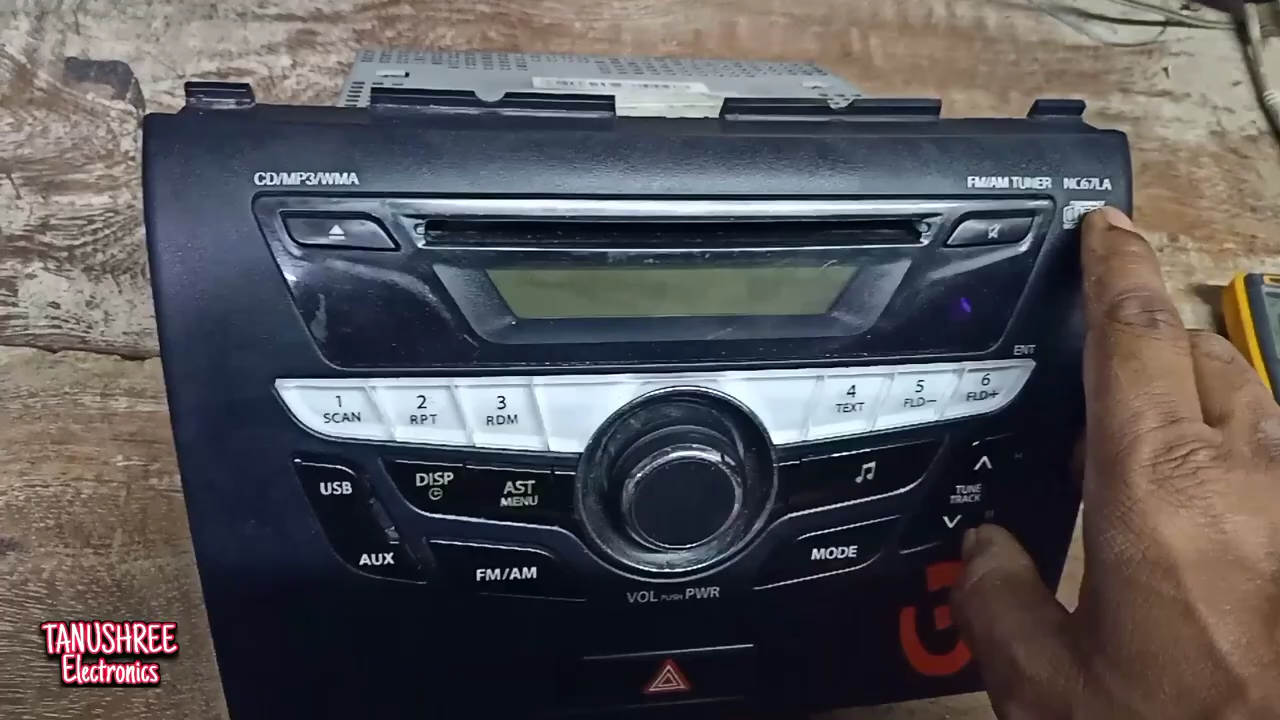 CD/MP3/WMA
FM/AM TUNER NC67LA
ENT
1
SCAN
2
RPT
3
RDM
4
TEXT
5
FLD−
6
FLD+
USB
AUX
DISP
AST
MENU
FM/AM
TUNE
TRACK
MODE
VOL PUSH PWR
TANUSHREE
Electronics